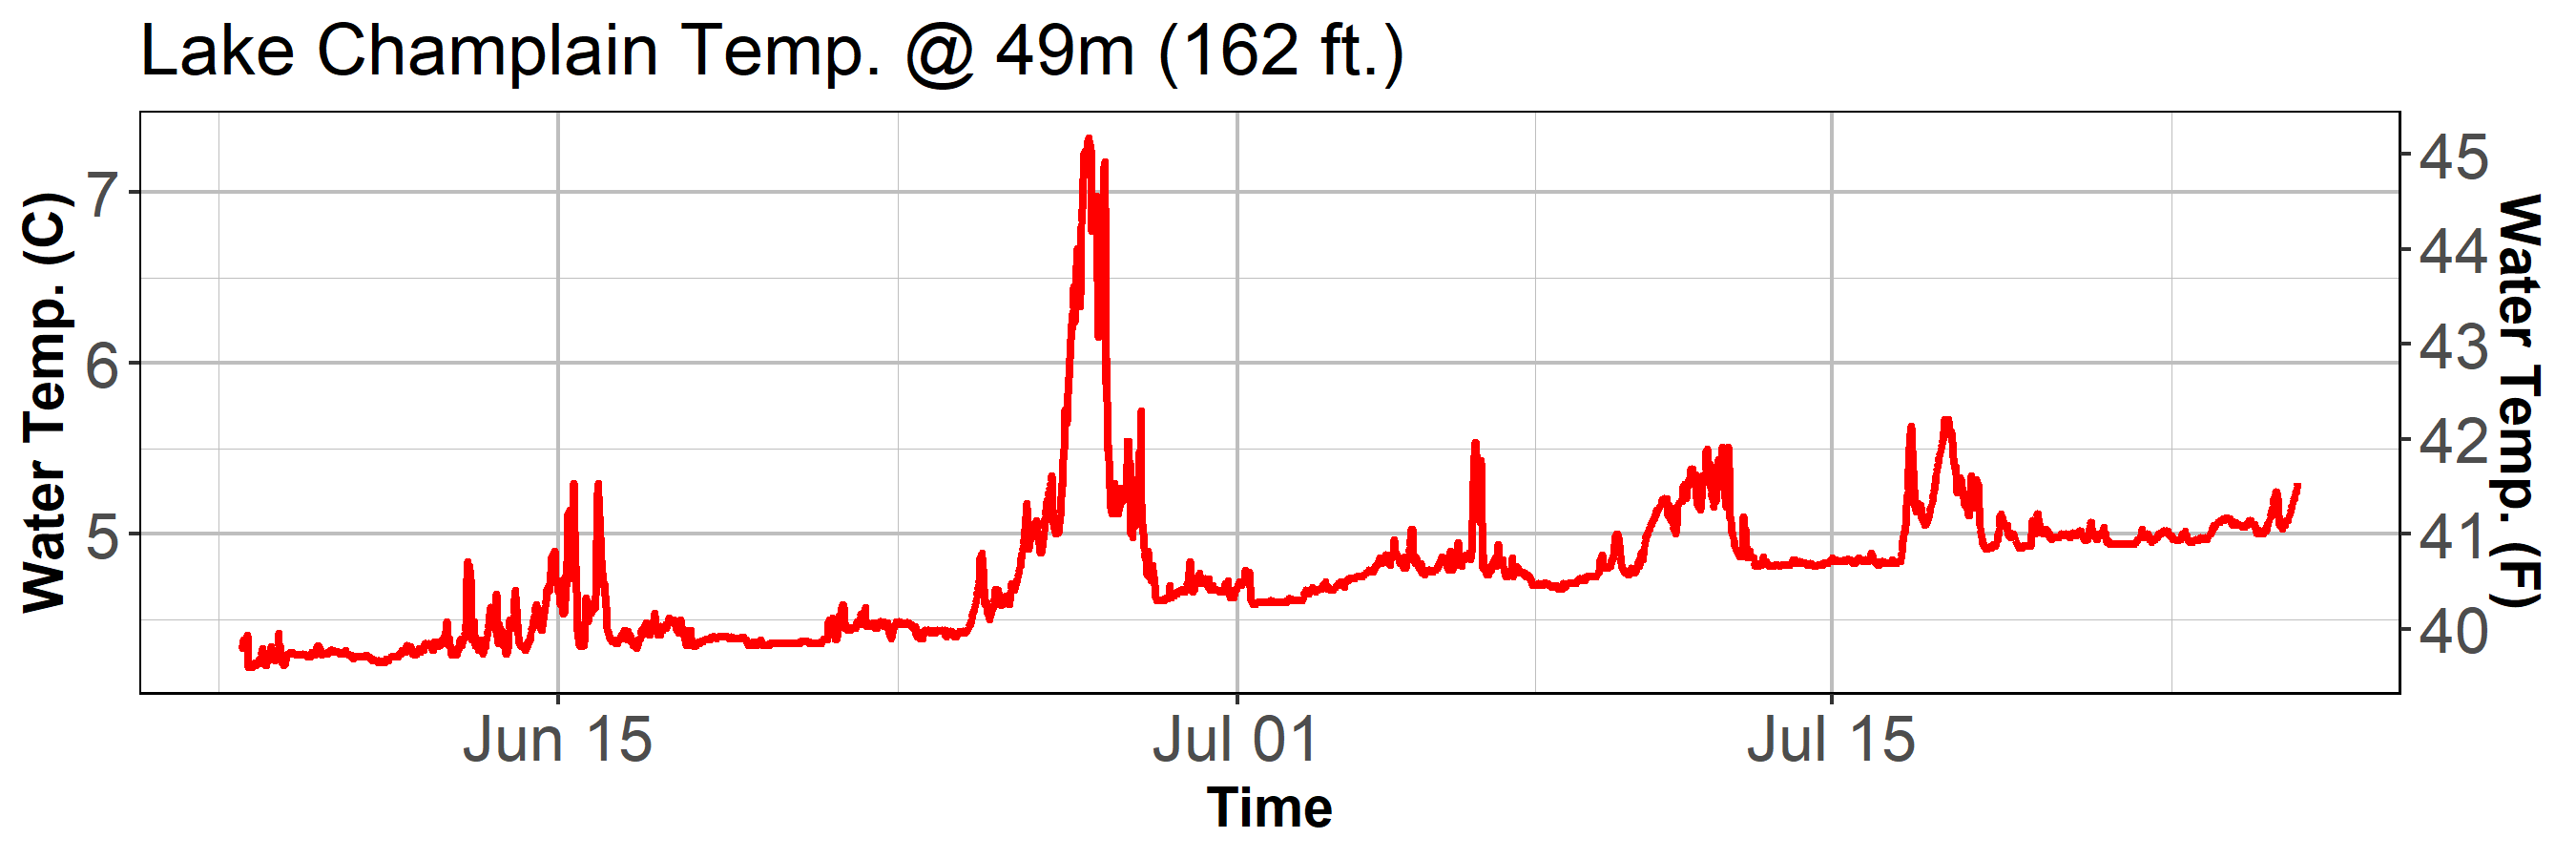 Lake Champlain Temp. @ 49m (162 ft.)
Water Temp. (C)
7
6
5
45
44
43
42
41
40
Water Temp. (F)
Jun 15
Jul 01
Jul 15
Time